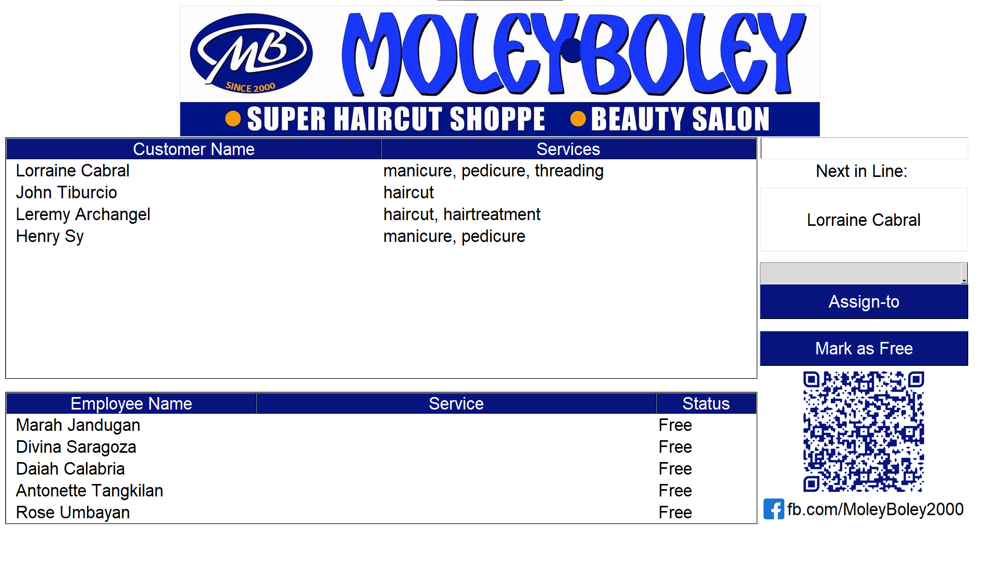 MB
SINCE 2000
MOLEY BOLEY
SUPER HAIRCUT SHOPPE BEAUTY SALON
Customer Name Services
Lorraine Cabral manicure, pedicure, threading
John Tiburcio haircut
Leremy Archangel haircut, hairtreatment
Henry Sy manicure, pedicure
Next in Line:
Lorraine Cabral
Assign-to
Mark as Free
Employee Name Service Status
Marah Jandugan Free
Divina Saragoza Free
Daiah Calabria Free
Antonette Tangkilan Free
Rose Umbayan Free
fb.com/MoleyBoley2000